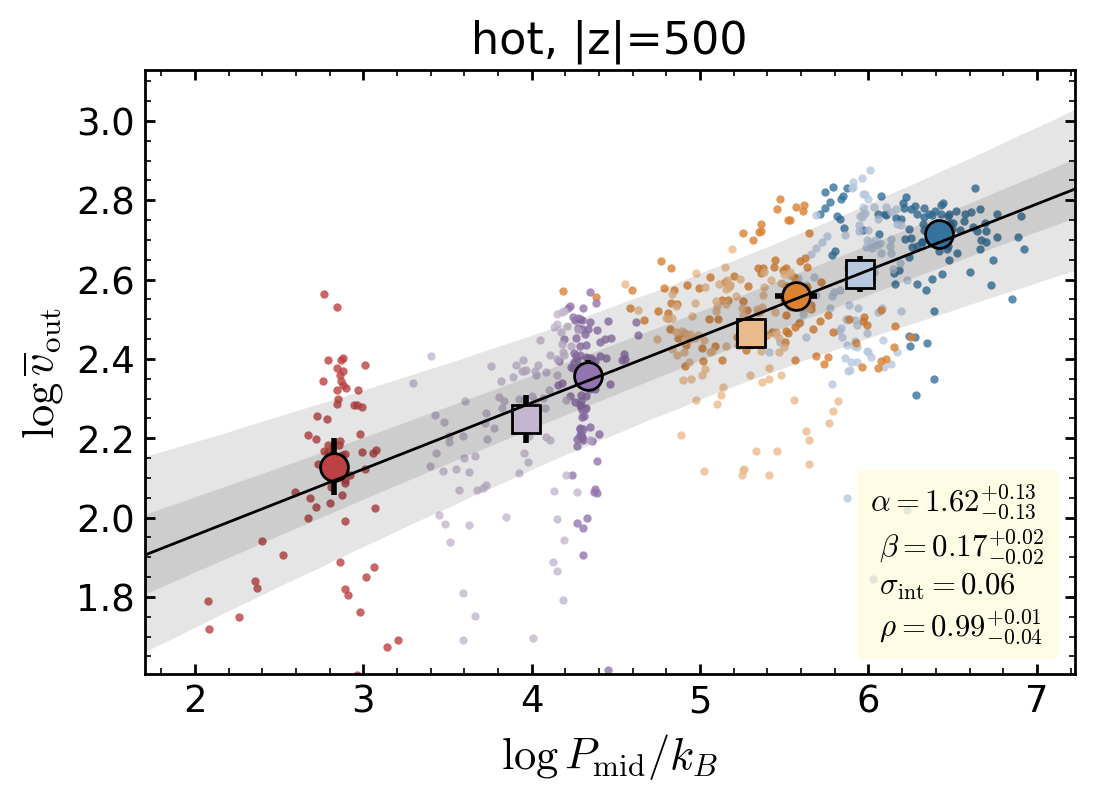 hot, |z|=500
3.0
2.8
2.6
2.4
2.2
2.0
1.8
log v̅_out
α = 1.62^{+0.13}_{-0.13}
β = 0.17^{+0.02}_{-0.02}
σ_int = 0.06
ρ = 0.99^{+0.01}_{-0.04}
2 3 4 5 6 7
log P_mid/k_B